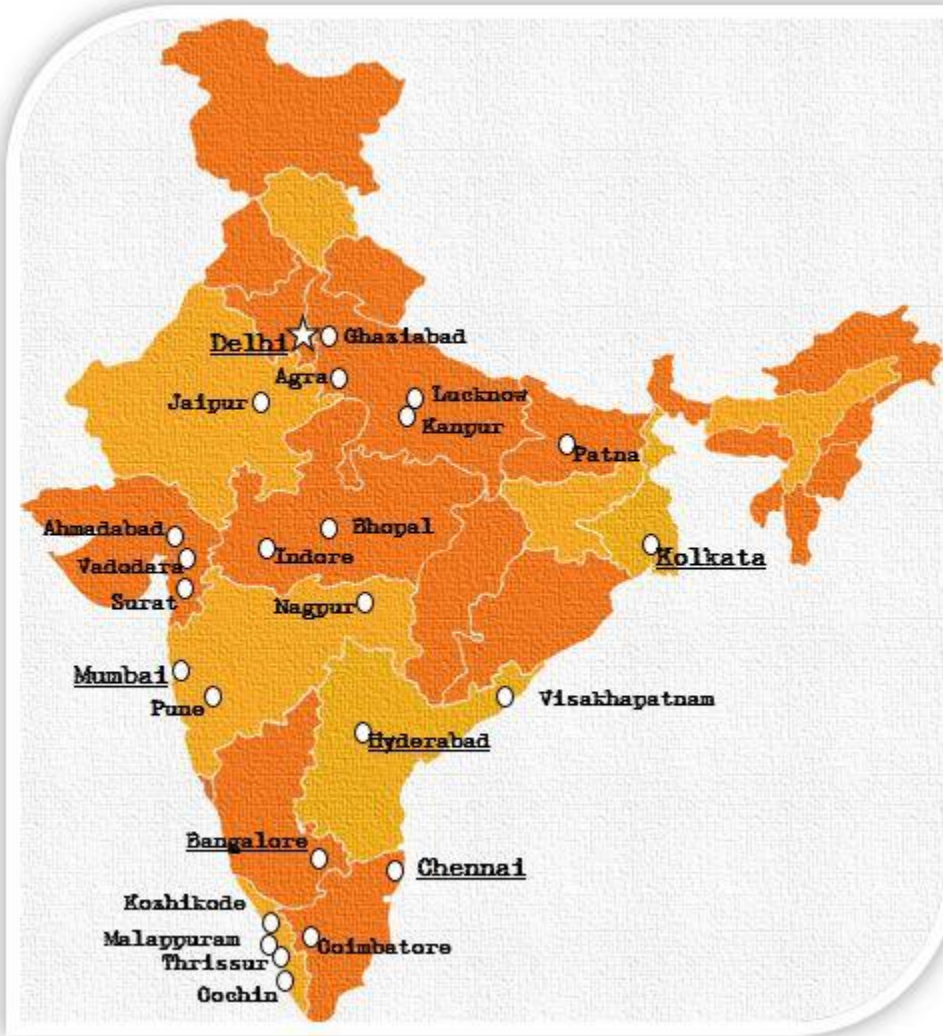 Delhi
Ghaziabad
Agra
Jaipur
Lucknow
Kanpur
Patna
Ahmadabad
Bhopal
Vadodara
Indore
Kolkata
Surat
Nagpur
Mumbai
Pune
Visakhapatnam
Hyderabad
Bangalore
Chennai
Kozhikode
Malappuram
Coimbatore
Thrissur
Cochin